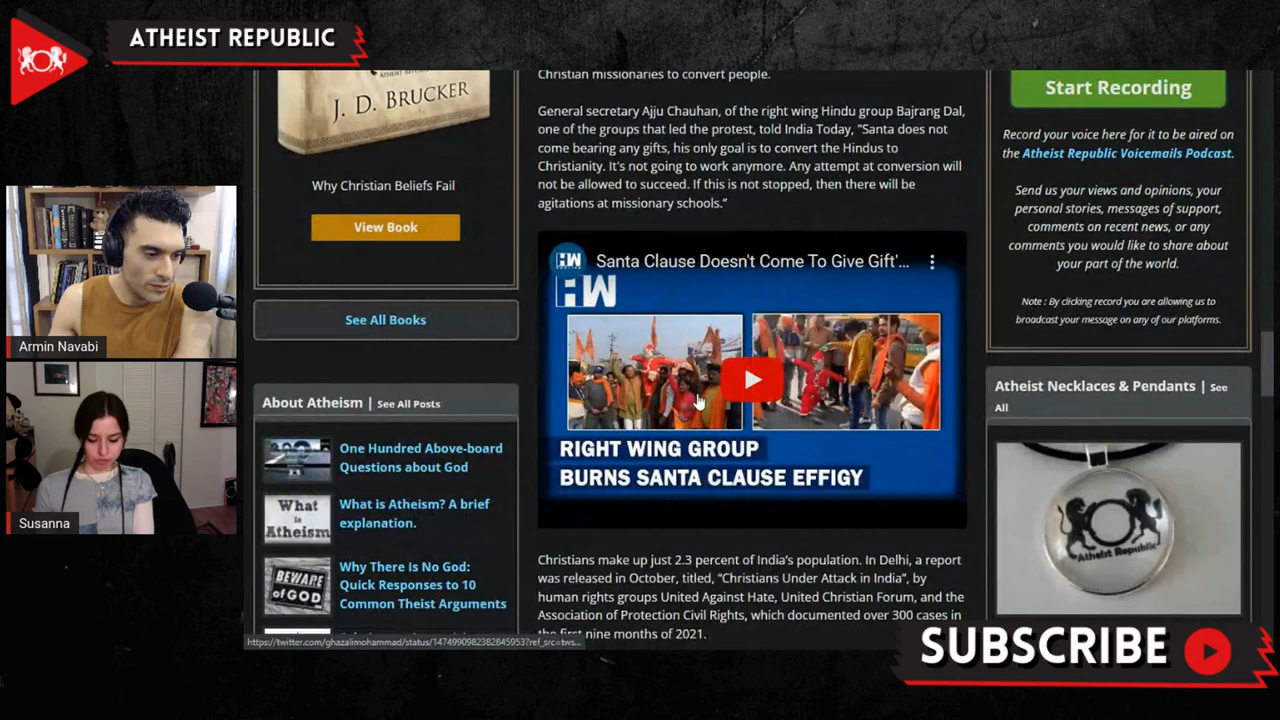 ATHEIST REPUBLIC
ATHEIST REPUBLIC
J. D. BRUCKER
Why Christian Beliefs Fail
View Book
See All Books
About Atheism | See All Posts
One Hundred Above-board
Questions about God
What is Atheism? A brief
explanation.
What
is
Atheism
Why There Is No God:
Quick Responses to 10
Common Theist Arguments
BEWARE
of GOD
Armin Navabi
Susanna
Christian missionaries to convert people.
General secretary Ajju Chauhan, of the right wing Hindu group Bajrang Dal,
one of the groups that led the protest, told India Today, "Santa does not
come bearing any gifts, his only goal is to convert the Hindus to
Christianity. It's not going to work anymore. Any attempt at conversion will
not be allowed to succeed. If this is not stopped, then there will be
agitations at missionary schools.”
HW
Santa Clause Doesn't Come To Give Gift'...
HW
RIGHT WING GROUP
BURNS SANTA CLAUSE EFFIGY
Christians make up just 2.3 percent of India’s population. In Delhi, a report
was released in October, titled, “Christians Under Attack in India”, by
human rights groups United Against Hate, United Christian Forum, and the
Association of Protection Civil Rights, which documented over 300 cases in
the first nine months of 2021.
Start Recording
Record your voice here for it to be aired on
the Atheist Republic Voicemails Podcast.
Send us your views and opinions, your
personal stories, messages of support,
comments on recent news, or any
comments you would like to share about
your part of the world.
Note : By clicking record you are allowing us to
broadcast your message on any of our platforms.
Atheist Necklaces & Pendants | See
All
Atheist Republic
https://twitter.com/ghazalimohammad/status/1474990982382845953?ref_src=tws...
SUBSCRIBE